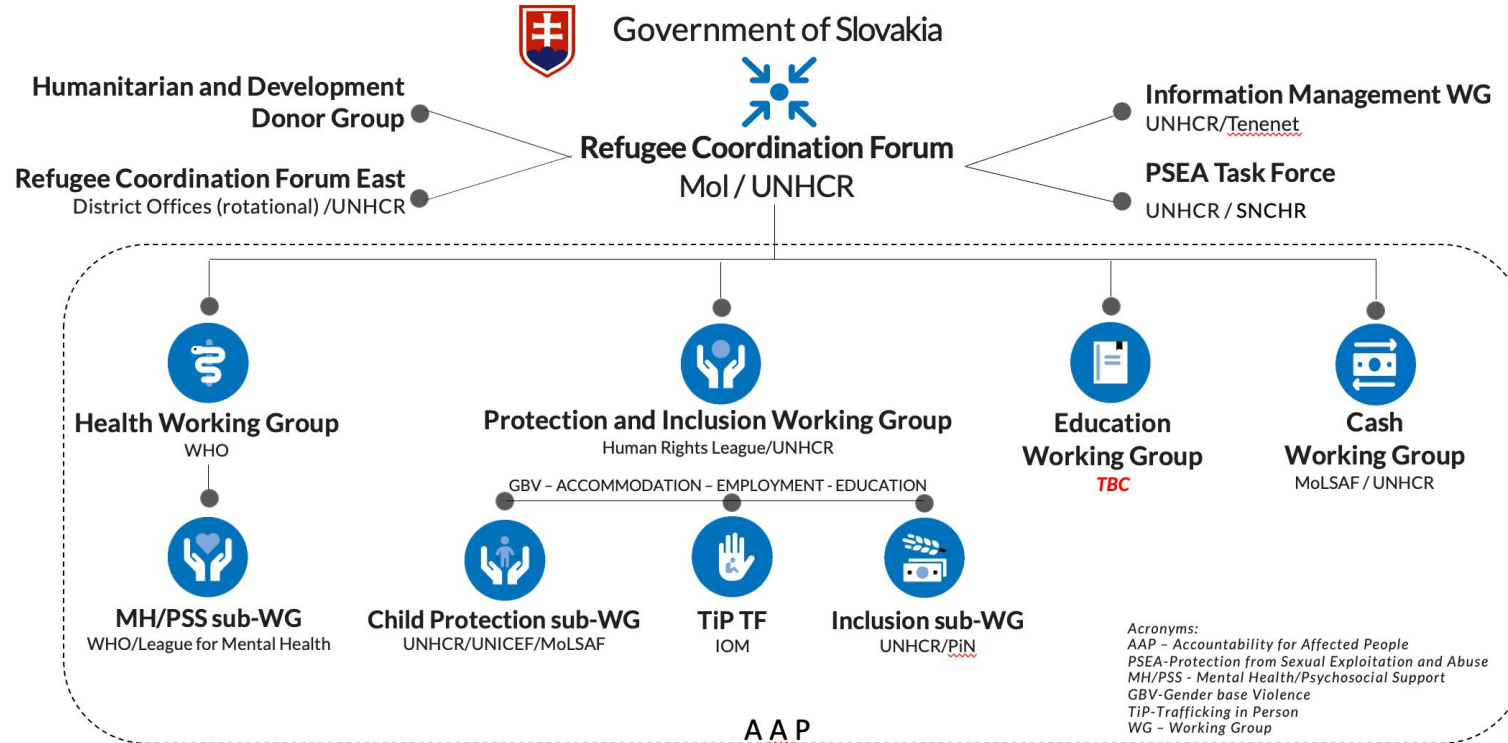 Government of Slovakia
Humanitarian and Development
Donor Group
Refugee Coordination Forum East
District Offices (rotational) /UNHCR
Refugee Coordination Forum
MoI / UNHCR
Information Management WG
UNHCR/Tenenet
PSEA Task Force
UNHCR / SNCHR
Health Working Group
WHO
Protection and Inclusion Working Group
Human Rights League/UNHCR
Education
Working Group
TBC
Cash
Working Group
MoLSAF / UNHCR
GBV – ACCOMMODATION – EMPLOYMENT - EDUCATION
MH/PSS sub-WG
WHO/League for Mental Health
Child Protection sub-WG
UNHCR/UNICEF/MoLSAF
TiP TF
IOM
Inclusion sub-WG
UNHCR/PiN
Acronyms:
AAP – Accountability for Affected People
PSEA-Protection from Sexual Exploitation and Abuse
MH/PSS - Mental Health/Psychosocial Support
GBV-Gender base Violence
TiP-Trafficking in Person
WG – Working Group
A A P